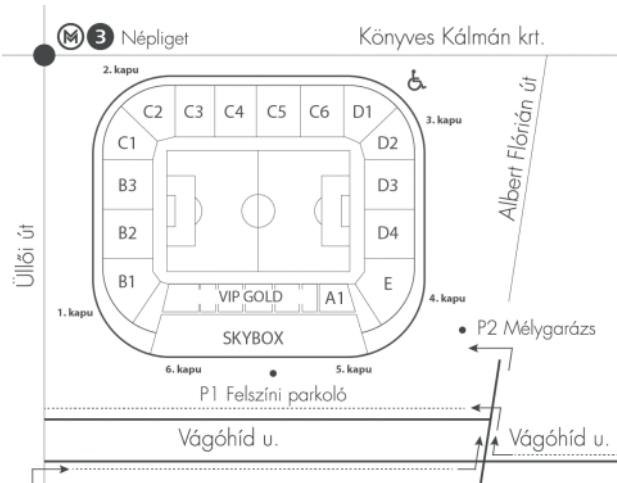 M 3 Népliget
Könyves Kálmán krt.
2. kapu
C2 C3 C4 C5 C6 D1
3. kapu
C1
D2
B3
D3
B2
D4
B1
E
VIP GOLD
A1
SKYBOX
1. kapu
4. kapu
6. kapu
5. kapu
Üllői út
Albert Flórián út
P2 Mélygarázs
P1 Felszíni parkoló
Vágóhíd u.
Vágóhíd u.